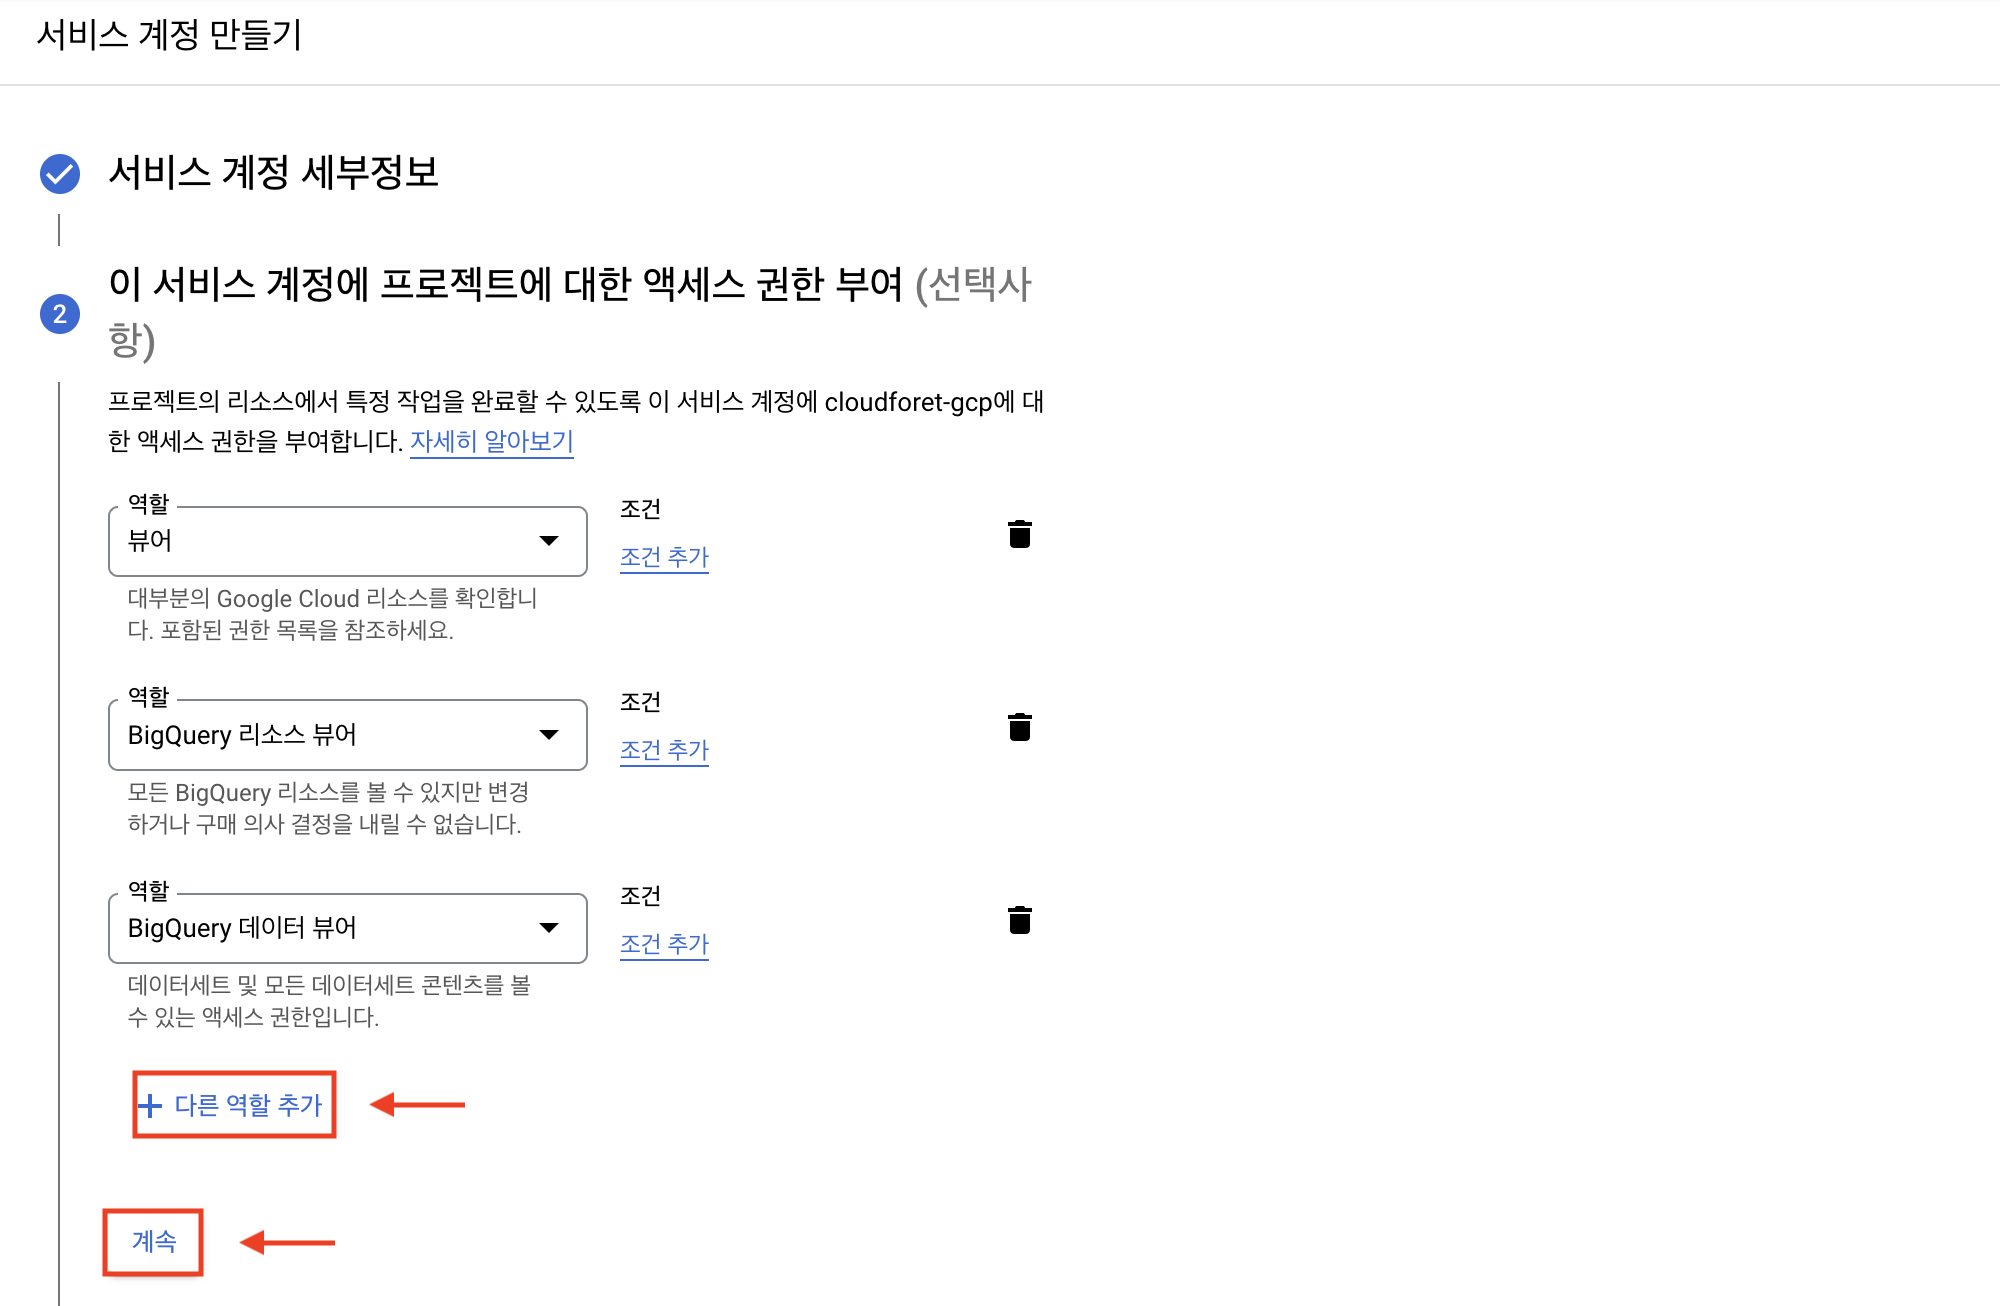 서비스 계정 만들기
서비스 계정 세부정보
2
이 서비스 계정에 프로젝트에 대한 액세스 권한 부여 (선택사
항)
프로젝트의 리소스에서 특정 작업을 완료할 수 있도록 이 서비스 계정에 cloudforet-gcp에 대
한 액세스 권한을 부여합니다. 자세히 알아보기
역할
뷰어
조건
조건 추가
대부분의 Google Cloud 리소스를 확인합니
다. 포함된 권한 목록을 참조하세요.
역할
BigQuery 리소스 뷰어
조건
조건 추가
모든 BigQuery 리소스를 볼 수 있지만 변경
하거나 구매 의사 결정을 내릴 수 없습니다.
역할
BigQuery 데이터 뷰어
조건
조건 추가
데이터세트 및 모든 데이터세트 콘텐츠를 볼
수 있는 액세스 권한입니다.
+ 다른 역할 추가
계속